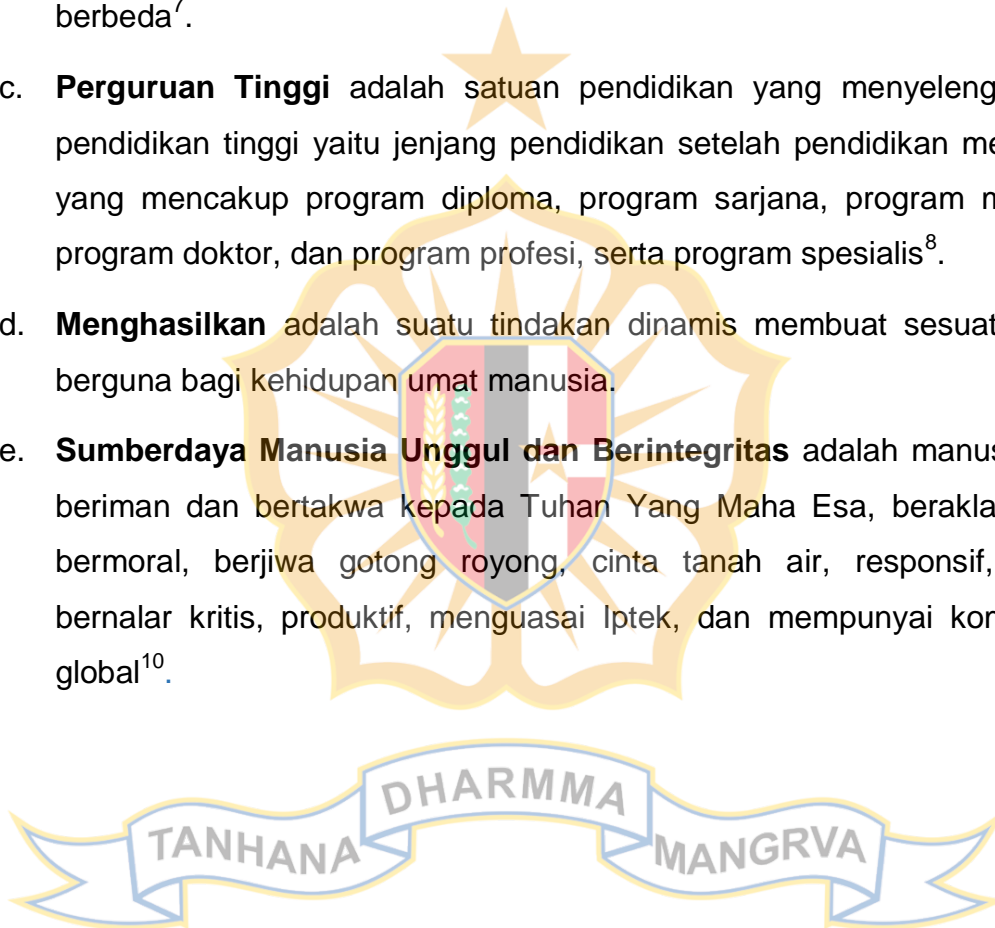 berbeda⁷.
c. Perguruan Tinggi adalah satuan pendidikan yang menyeleng
pendidikan tinggi yaitu jenjang pendidikan setelah pendidikan me
yang mencakup program diploma, program sarjana, program m
program doktor, dan program profesi, serta program spesialis⁸.
d. Menghasilkan adalah suatu tindakan dinamis membuat sesuat
berguna bagi kehidupan umat manusia.
e. Sumberdaya Manusia Unggul dan Berintegritas adalah manus
beriman dan bertakwa kepada Tuhan Yang Maha Esa, berakla
bermoral, berjiwa gotong royong, cinta tanah air, responsif,
bernalar kritis, produktif, menguasai Iptek, dan mempunyai kor
global¹⁰.
TANHANA DHARMMA MANGRVA